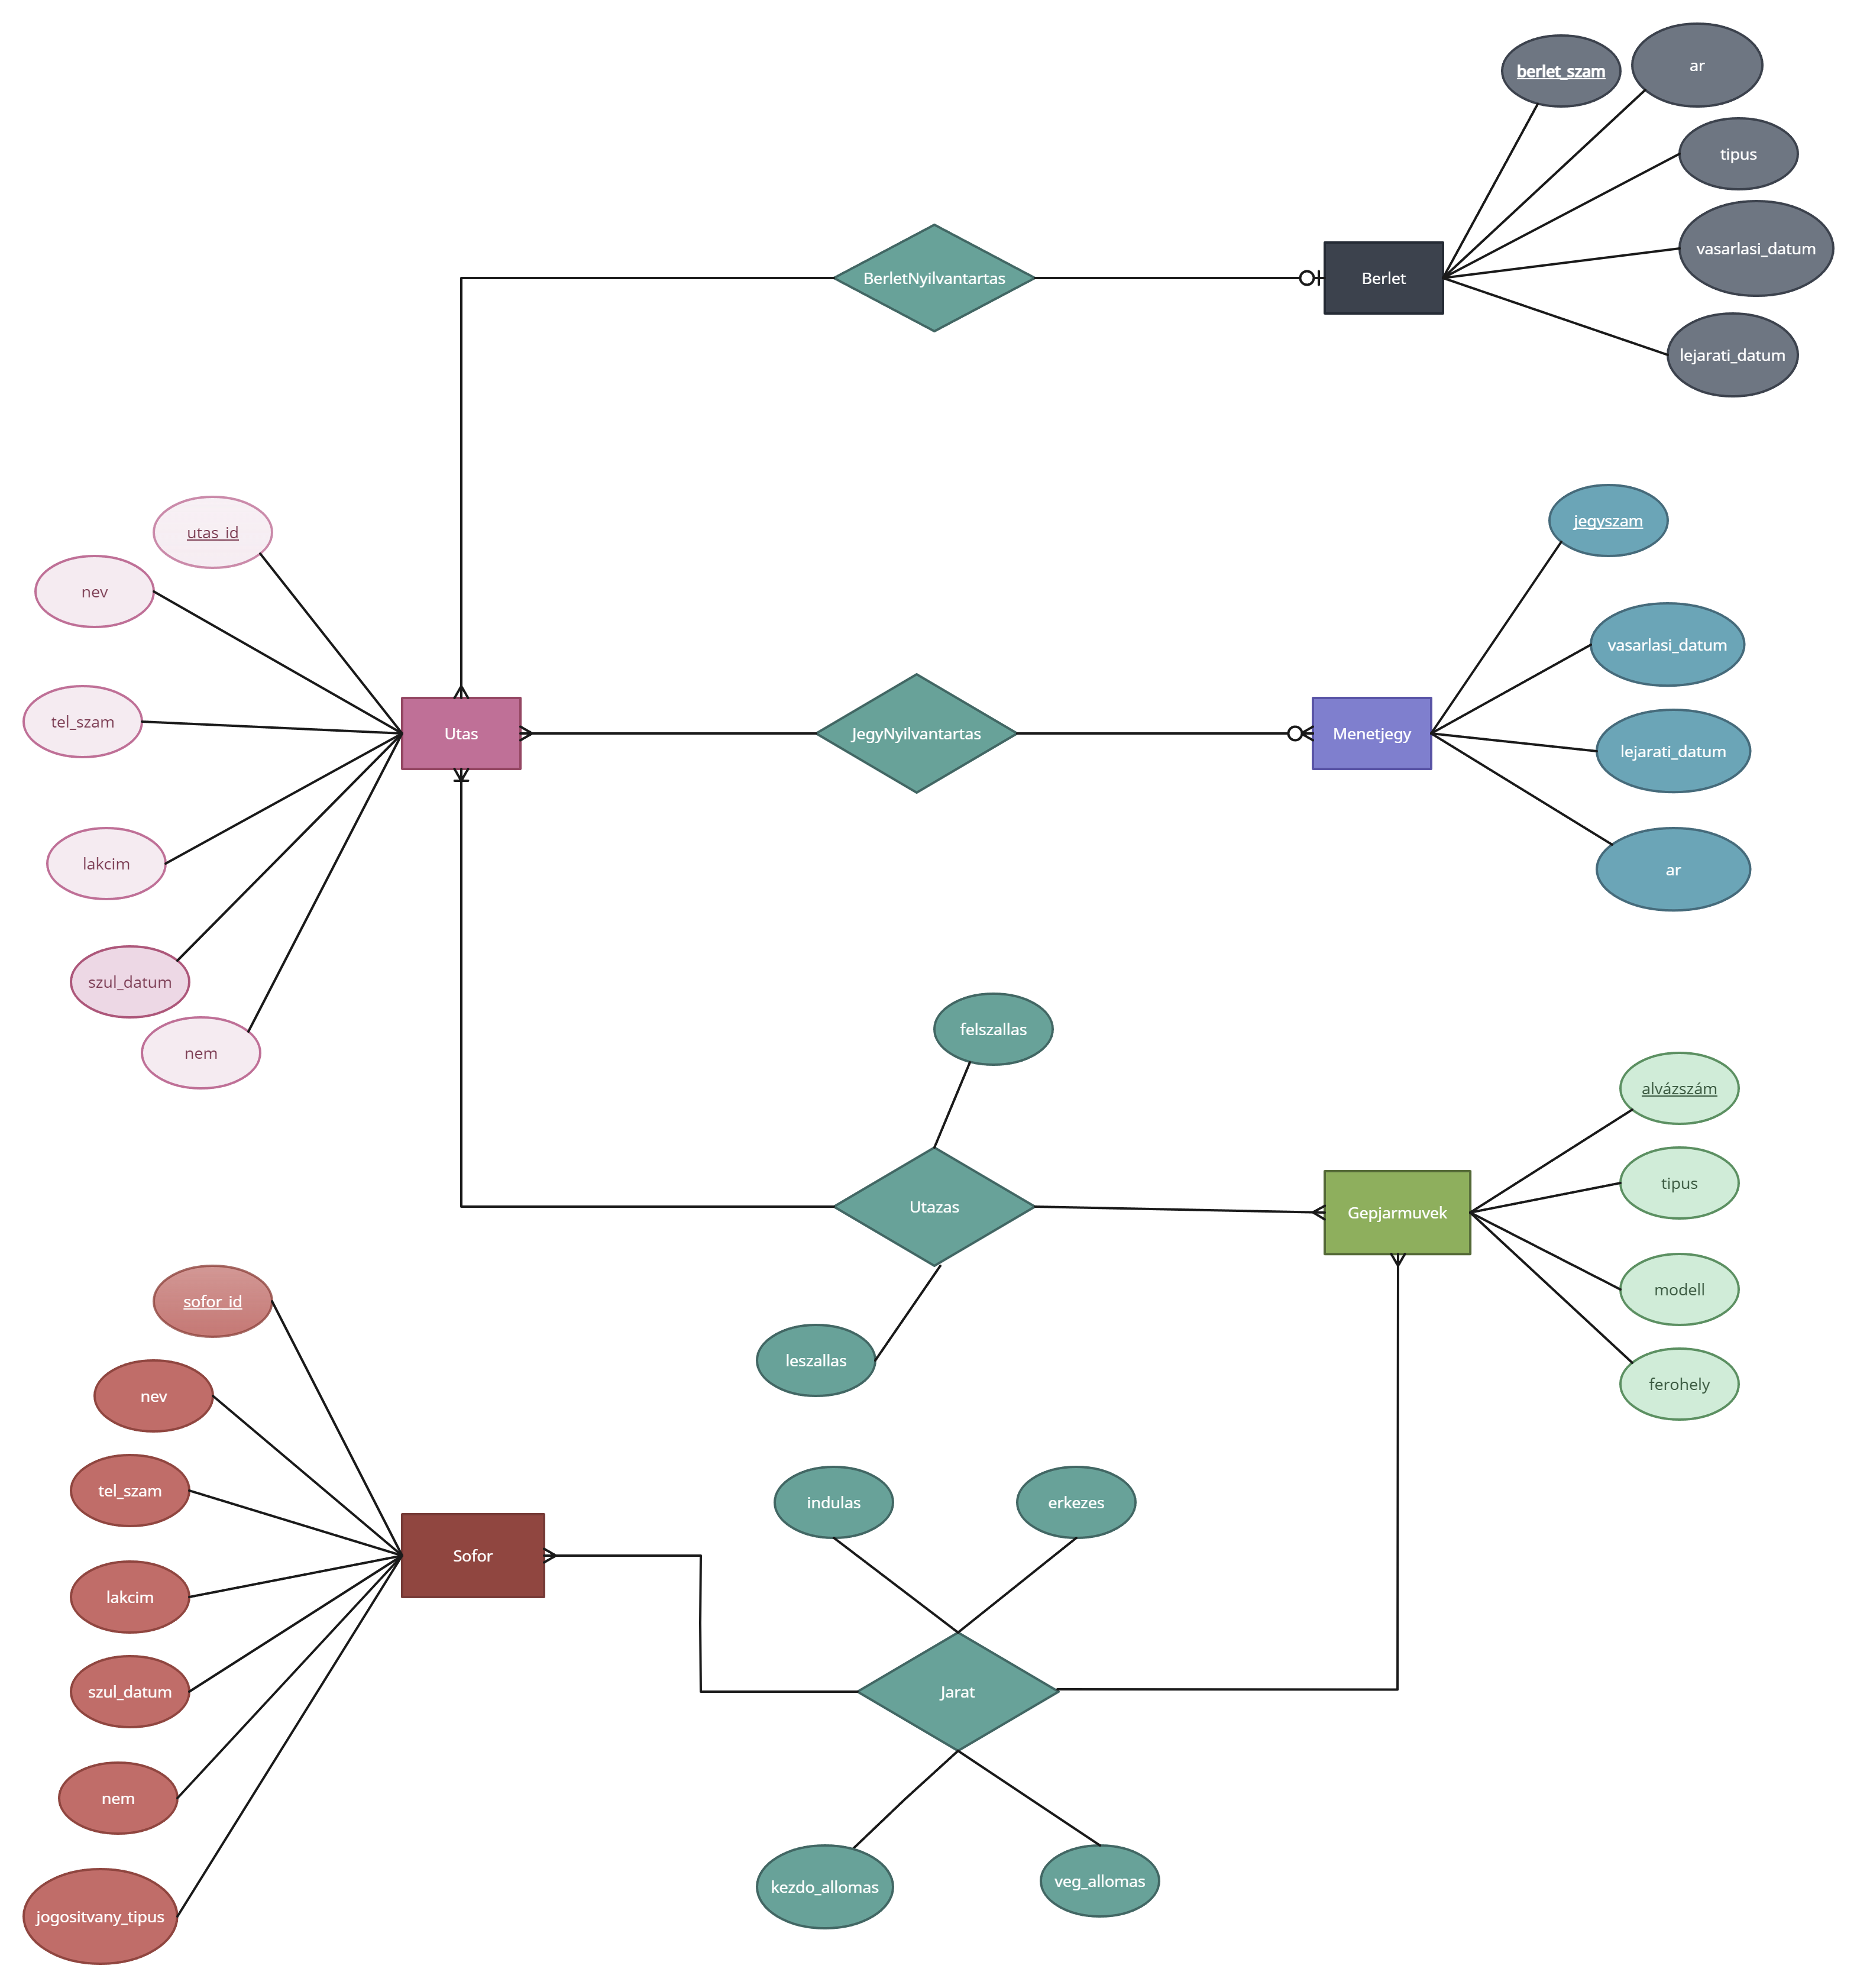 berlet_szam
ar
tipus
vasarlasi_datum
BerletNyilvantartas
Berlet
lejarati_datum
utas_id
jegyszam
nev
vasarlasi_datum
tel_szam
Utas
JegyNyilvantartas
Menetjegy
lejarati_datum
lakcim
ar
szul_datum
nem
felszallas
alvázszám
tipus
Utazas
Gepjarmuvek
modell
sofor_id
leszallas
ferohely
nev
tel_szam
indulas
erkezes
Sofor
lakcim
szul_datum
Jarat
nem
kezdo_allomas
veg_allomas
jogositvany_tipus